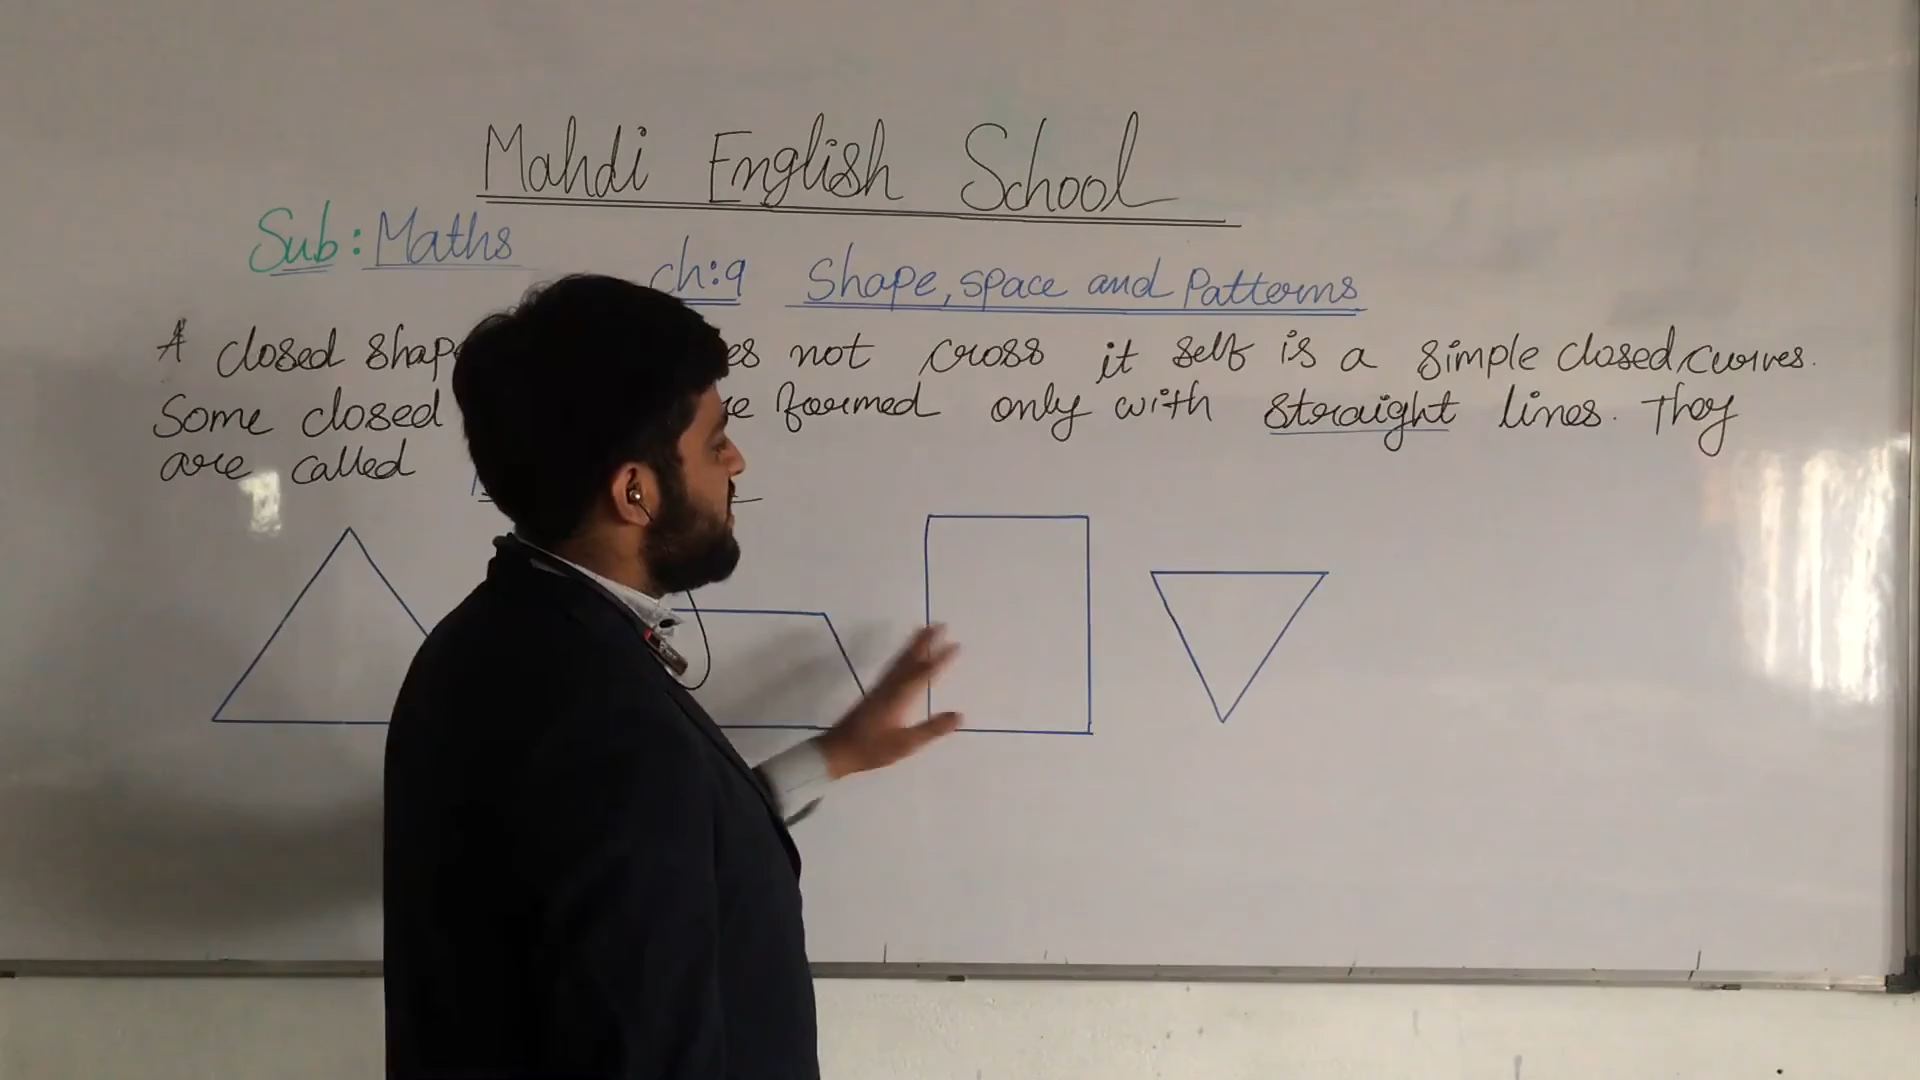 Mahdi English School
Sub: Maths
ch:9 Shape, space and Patterns
A closed shap es not cross it self is a simple closed curves.
Some closed re formed only with straight lines. They
are called